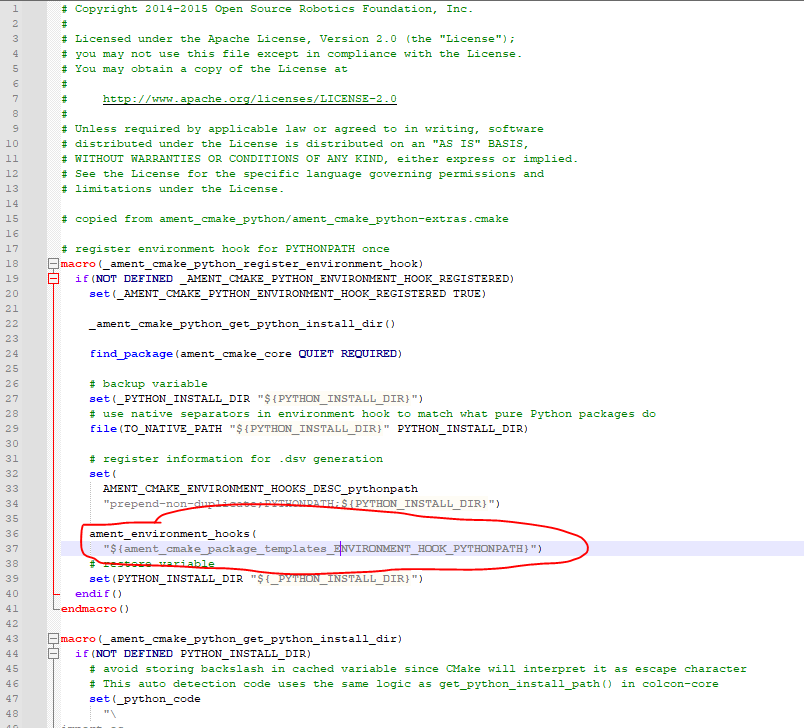 1 # Copyright 2014-2015 Open Source Robotics Foundation, Inc.
2 #
3 # Licensed under the Apache License, Version 2.0 (the "License");
4 # you may not use this file except in compliance with the License.
5 # You may obtain a copy of the License at
6 #
7 #     http://www.apache.org/licenses/LICENSE-2.0
8 #
9 # Unless required by applicable law or agreed to in writing, software
10 # distributed under the License is distributed on an "AS IS" BASIS,
11 # WITHOUT WARRANTIES OR CONDITIONS OF ANY KIND, either express or implied.
12 # See the License for the specific language governing permissions and
13 # limitations under the License.
14
15 # copied from ament_cmake_python/ament_cmake_python-extras.cmake
16
17 # register environment hook for PYTHONPATH once
18 macro(_ament_cmake_python_register_environment_hook)
19   if(NOT DEFINED _AMENT_CMAKE_PYTHON_ENVIRONMENT_HOOK_REGISTERED)
20     set(_AMENT_CMAKE_PYTHON_ENVIRONMENT_HOOK_REGISTERED TRUE)
21
22     _ament_cmake_python_get_python_install_dir()
23
24     find_package(ament_cmake_core QUIET REQUIRED)
25
26     # backup variable
27     set(_PYTHON_INSTALL_DIR "${PYTHON_INSTALL_DIR}")
28     # use native separators in environment hook to match what pure Python packages do
29     file(TO_NATIVE_PATH "${PYTHON_INSTALL_DIR}" PYTHON_INSTALL_DIR)
30
31     # register information for .dsv generation
32     set(
33       AMENT_CMAKE_ENVIRONMENT_HOOKS_DESC_pythonpath
34       "prepend-non-duplicate;PYTHONPATH;${PYTHON_INSTALL_DIR}")
35
36     ament_environment_hooks(
37       "${ament_cmake_package_templates_ENVIRONMENT_HOOK_PYTHONPATH}")
38     # restore variable
39     set(PYTHON_INSTALL_DIR "${_PYTHON_INSTALL_DIR}")
40   endif()
41 endmacro()
42
43 macro(_ament_cmake_python_get_python_install_dir)
44   if(NOT DEFINED PYTHON_INSTALL_DIR)
45     # avoid storing backslash in cached variable since CMake will interpret it as escape character
46     # This auto detection code uses the same logic as get_python_install_path() in colcon-core
47     set(_python_code
48       "\